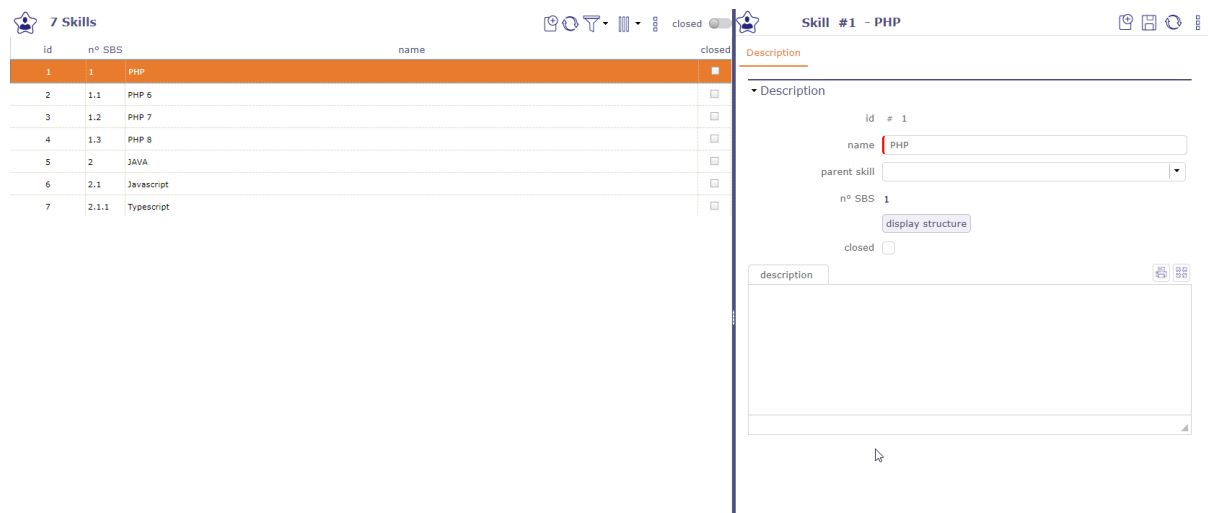 7 Skills
closed
id n° SBS name closed
1 1 PHP
2 1.1 PHP 6
3 1.2 PHP 7
4 1.3 PHP 8
5 2 JAVA
6 2.1 Javascript
7 2.1.1 Typescript
Skill #1 - PHP
Description
Description
id # 1
name PHP
parent skill
n° SBS 1
display structure
closed
description